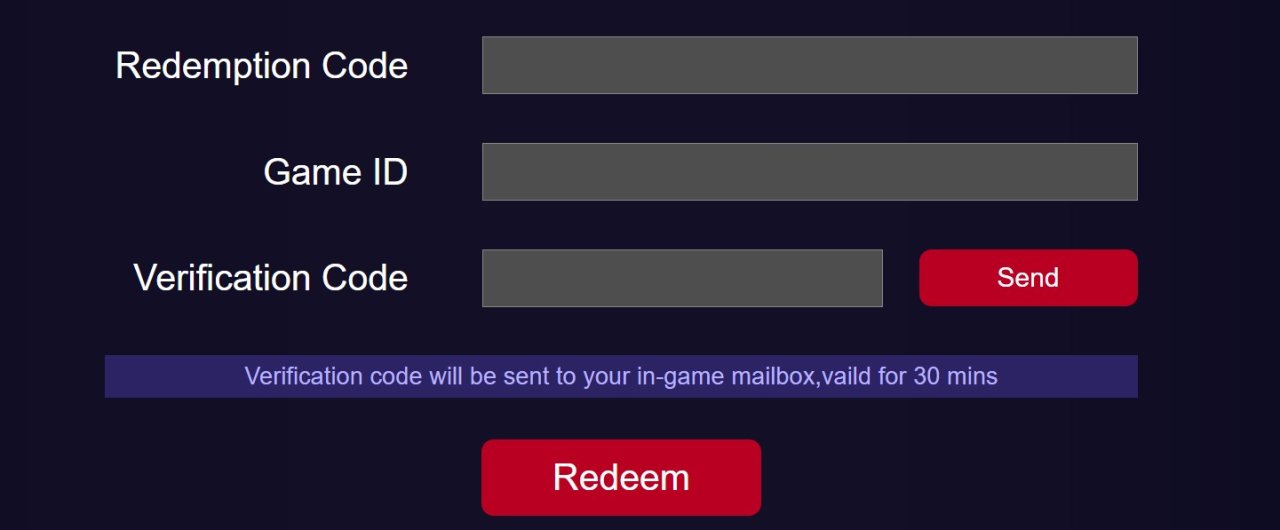 Redemption Code
Game ID
Verification Code
Send
Verification code will be sent to your in-game mailbox,vaild for 30 mins
Redeem